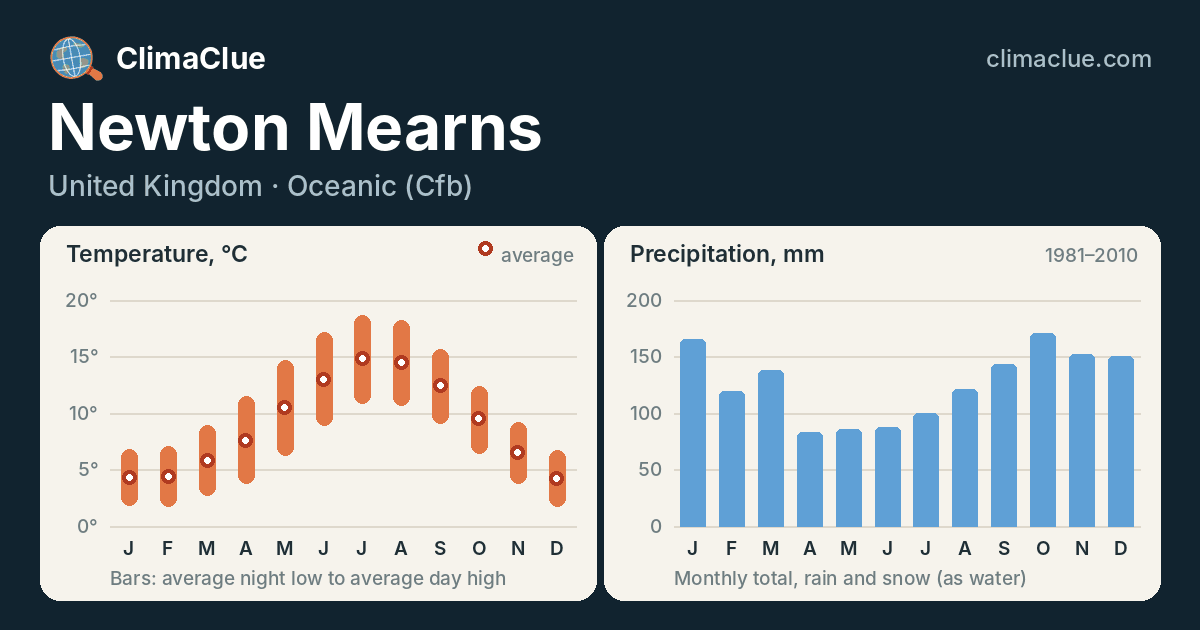 ClimaClue
climaclue.com
Newton Mearns
United Kingdom · Oceanic (Cfb)
Temperature, °C
average
20°
15°
10°
5°
0°
J F M A M J J A S O N D
Bars: average night low to average day high
Precipitation, mm
1981–2010
200
150
100
50
0
J F M A M J J A S O N D
Monthly total, rain and snow (as water)